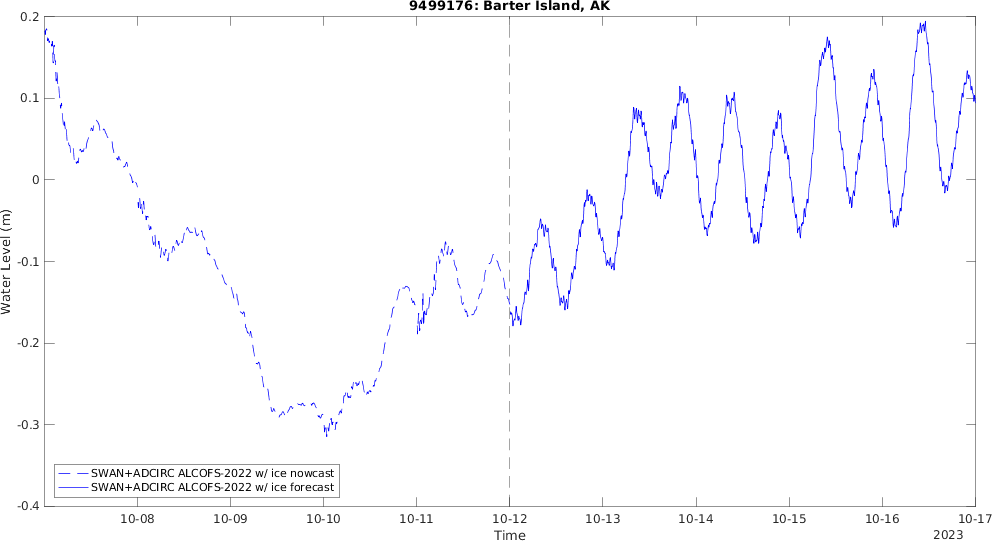 9499176: Barter Island, AK
Water Level (m)
0.2
0.1
0
-0.1
-0.2
-0.3
-0.4
SWAN+ADCIRC ALCOFS-2022 w/ ice nowcast
SWAN+ADCIRC ALCOFS-2022 w/ ice forecast
10-08 10-09 10-10 10-11 10-12 10-13 10-14 10-15 10-16 10-17
Time
2023